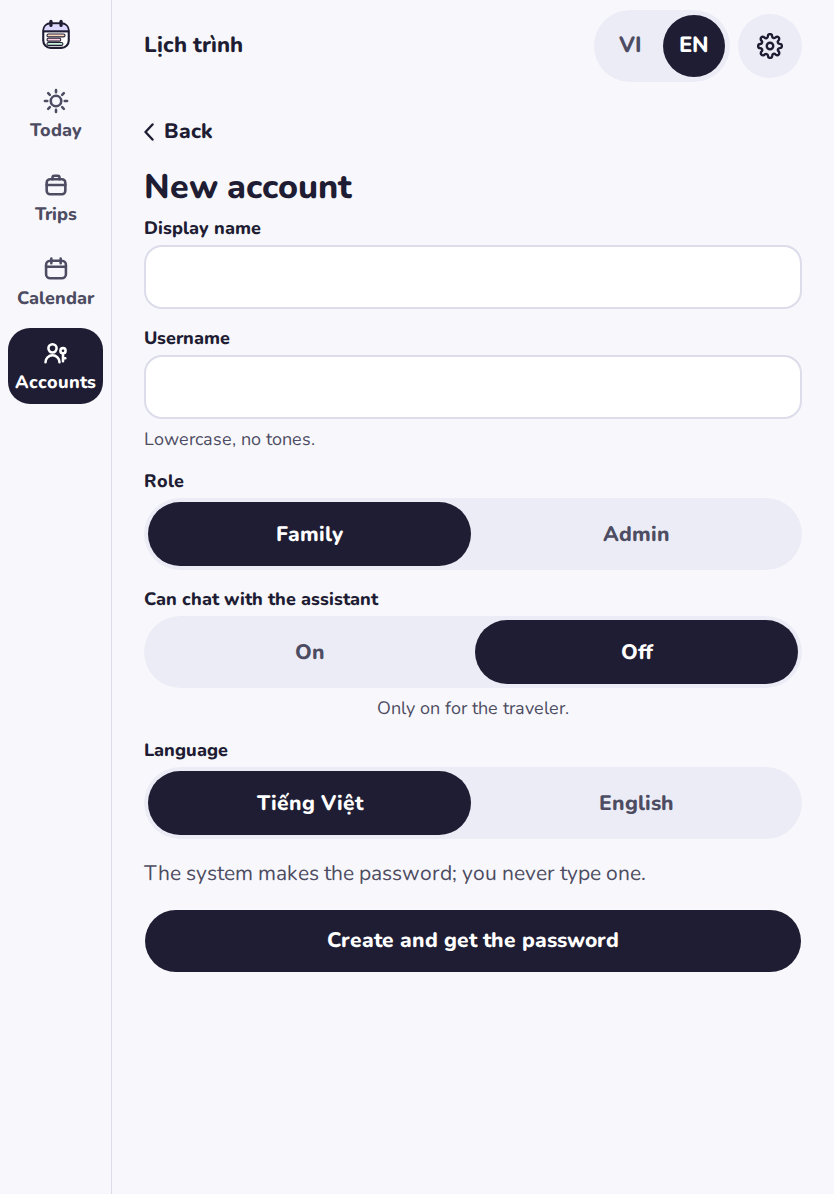 Lịch trình
VI
EN
Today
Trips
Calendar
Accounts
Back
New account
Display name
Username
Lowercase, no tones.
Role
Family
Admin
Can chat with the assistant
On
Off
Only on for the traveler.
Language
Tiếng Việt
English
The system makes the password; you never type one.
Create and get the password